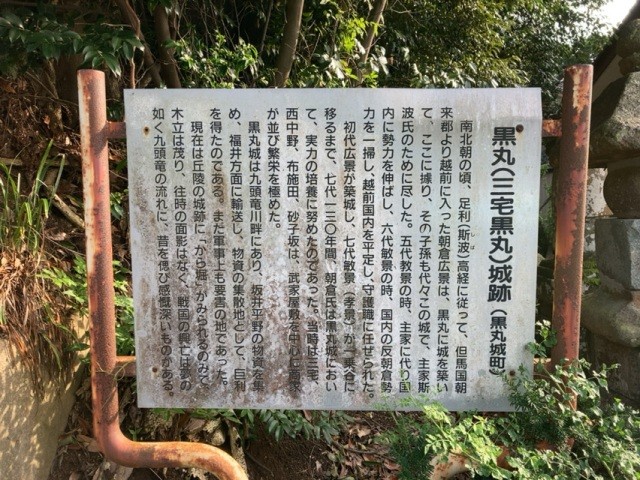 黒丸(三宅黒丸)城跡(黒丸城町)
南北朝の頃、足利(斯波)高経に従って、但馬国朝
来郡より越前に入った朝倉広景は、黒丸に城を築い
て、ここに據り、その子孫も代々この城で、主家斯
波氏のために尽した。五代教景の時、主家に代り国
内に勢力を伸ばし、六代敏景の時、国内の反朝倉勢
力を一掃し、越前国内を平定し、守護職に任ぜられた。
初代広景が築城し、七代敏景(孝景)が一乗谷に
移るまで、七代一三〇年間、朝倉氏は黒丸城におい
て、実力の培養に努めたのであった。当時は三宅、
西中野、布施田、砂子坂は、武家屋敷を中心に商家
が並び繁栄を極めた。
黒丸城は九頭竜川畔にあり、坂井平野の物資を集
め、福井方面に輸送し、物資の集散地として、巨利
を得たのである。また軍事上も要害の地であった。
現在は丘陵の城跡に「から堀」がみられるのみで、
木立は茂り、往時の面影はなく、戦国の興亡は
如く九頭竜の流れに、昔を偲び感慨深いものがある